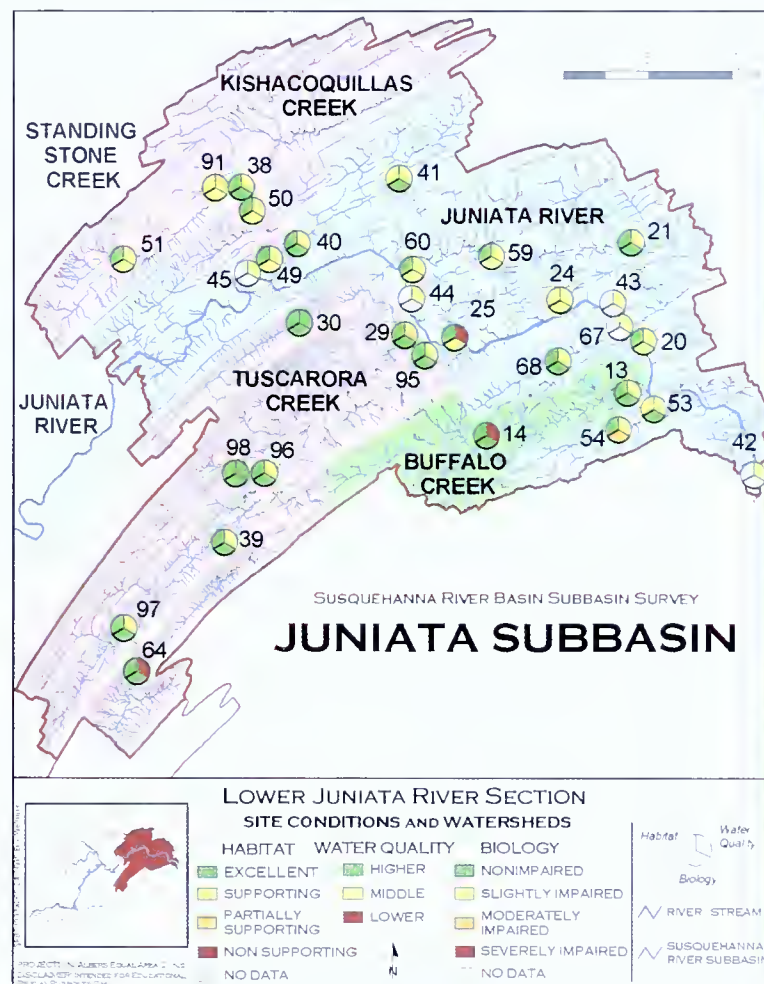 KISHACOQUILLAS
CREEK
STANDING
STONE
CREEK
91
38
41
50
JUNIATA RIVER
21
51
40
60
59
45
49
44
24
43
30
29
25
67
20
95
68
TUSCARORA
CREEK
13
53
JUNIATA
RIVER
14
54
98
96
BUFFALO
CREEK
42
39
SUSQUEHANNA RIVER BASIN SUBBASIN SURVEY
JUNIATA SUBBASIN
97
64
LOWER JUNIATA RIVER SECTION
SITE CONDITIONS AND WATERSHEDS
HABITAT WATER QUALITY BIOLOGY
EXCELLENT HIGHER NONIMPAIRED
SUPPORTING MIDDLE SLIGHTLY IMPAIRED
PARTIALLY SUPPORTING LOWER MODERATELY IMPAIRED
NON SUPPORTING SEVERELY IMPAIRED
NO DATA NO DATA
N
Habitat Water Quality
Biology
RIVER STREAM
SUSQUEHANNA
RIVER SUBBASIN